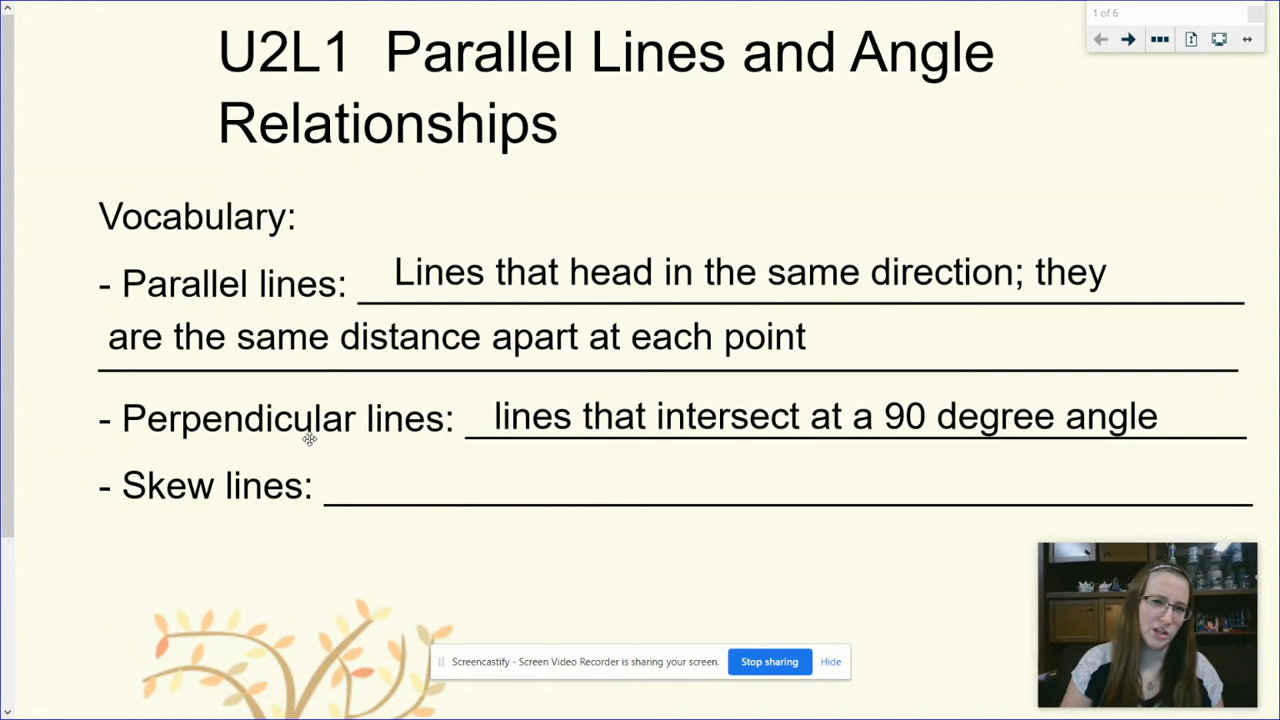 1 of 6
U2L1 Parallel Lines and Angle
Relationships
Vocabulary:
- Parallel lines: Lines that head in the same direction; they
are the same distance apart at each point
- Perpendicular lines: lines that intersect at a 90 degree angle
- Skew lines:
Screencastify - Screen Video Recorder is sharing your screen. Stop sharing Hide